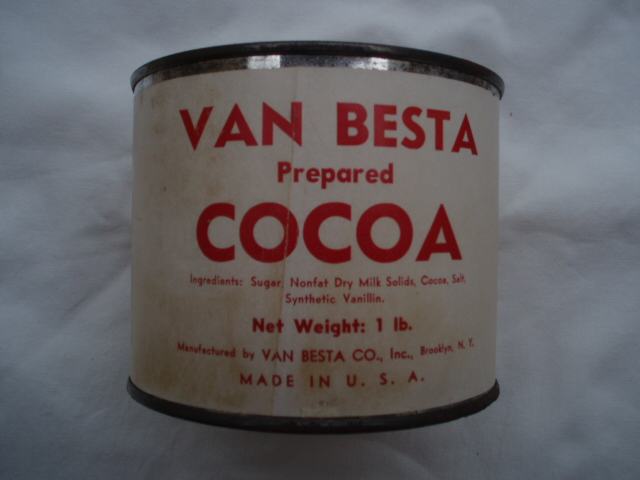 VAN BESTA
Prepared
COCOA
Ingredients: Sugar, Nonfat Dry Milk Solids, Cocoa, Salt,
Synthetic Vanillin.
Net Weight: 1 lb.
Manufactured by VAN BESTA CO., Inc., Brooklyn, N. Y.
MADE IN U. S. A.